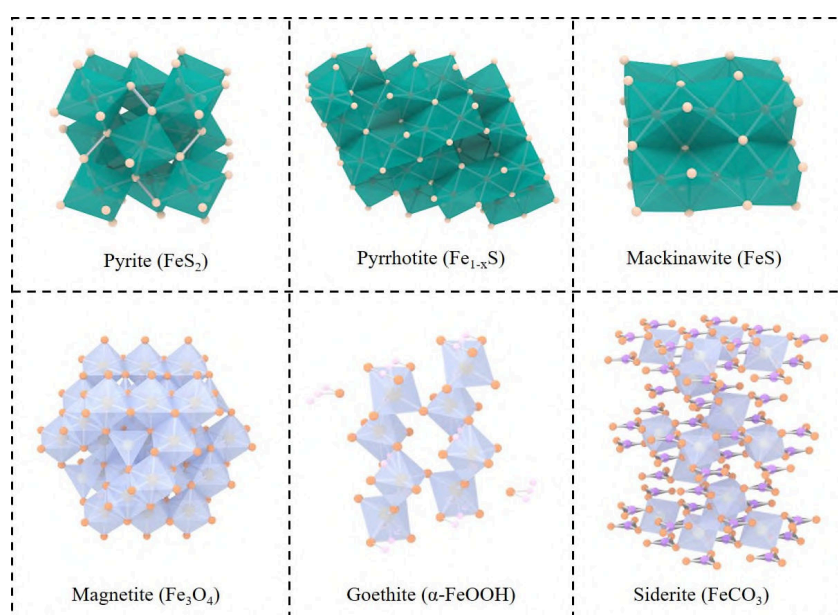 Pyrite (FeS₂)
Pyrrhotite (Fe₁₋ₓS)
Mackinawite (FeS)
Magnetite (Fe₃O₄)
Goethite (α-FeOOH)
Siderite (FeCO₃)